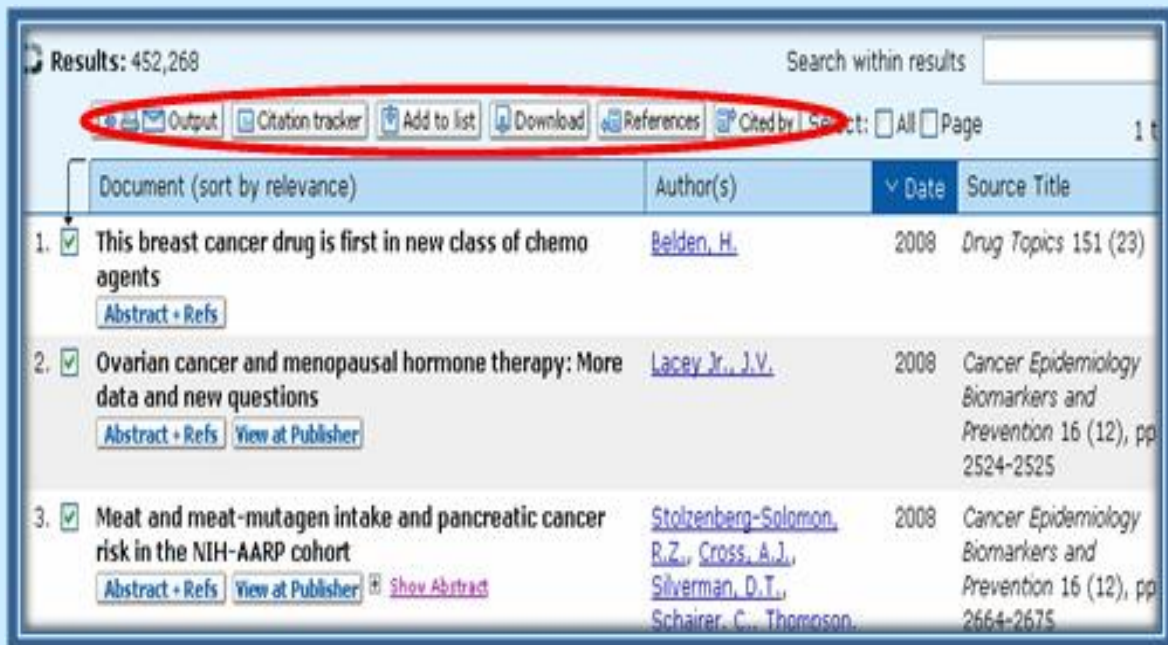 Results: 452,268 Search within results
Output Citation tracker Add to list Download References Cited by Select: All Page 1 t
Document (sort by relevance) Author(s) Date Source Title
1. This breast cancer drug is first in new class of chemo Belden, H. 2008 Drug Topics 151 (23)
agents
Abstract + Refs
2. Ovarian cancer and menopausal hormone therapy: More Lacey Jr., J.V. 2008 Cancer Epidemiology
data and new questions Biomarkers and
Abstract + Refs View at Publisher Prevention 16 (12), pp
2524-2525
3. Meat and meat-mutagen intake and pancreatic cancer Stolzenberg-Solomon, 2008 Cancer Epidemiology
risk in the NIH-AARP cohort R.Z., Cross, A.J., Biomarkers and
Abstract + Refs View at Publisher Show Abstract Silverman, D.T., Prevention 16 (12), pp
Schairer, C., Thompson, 2664-2675